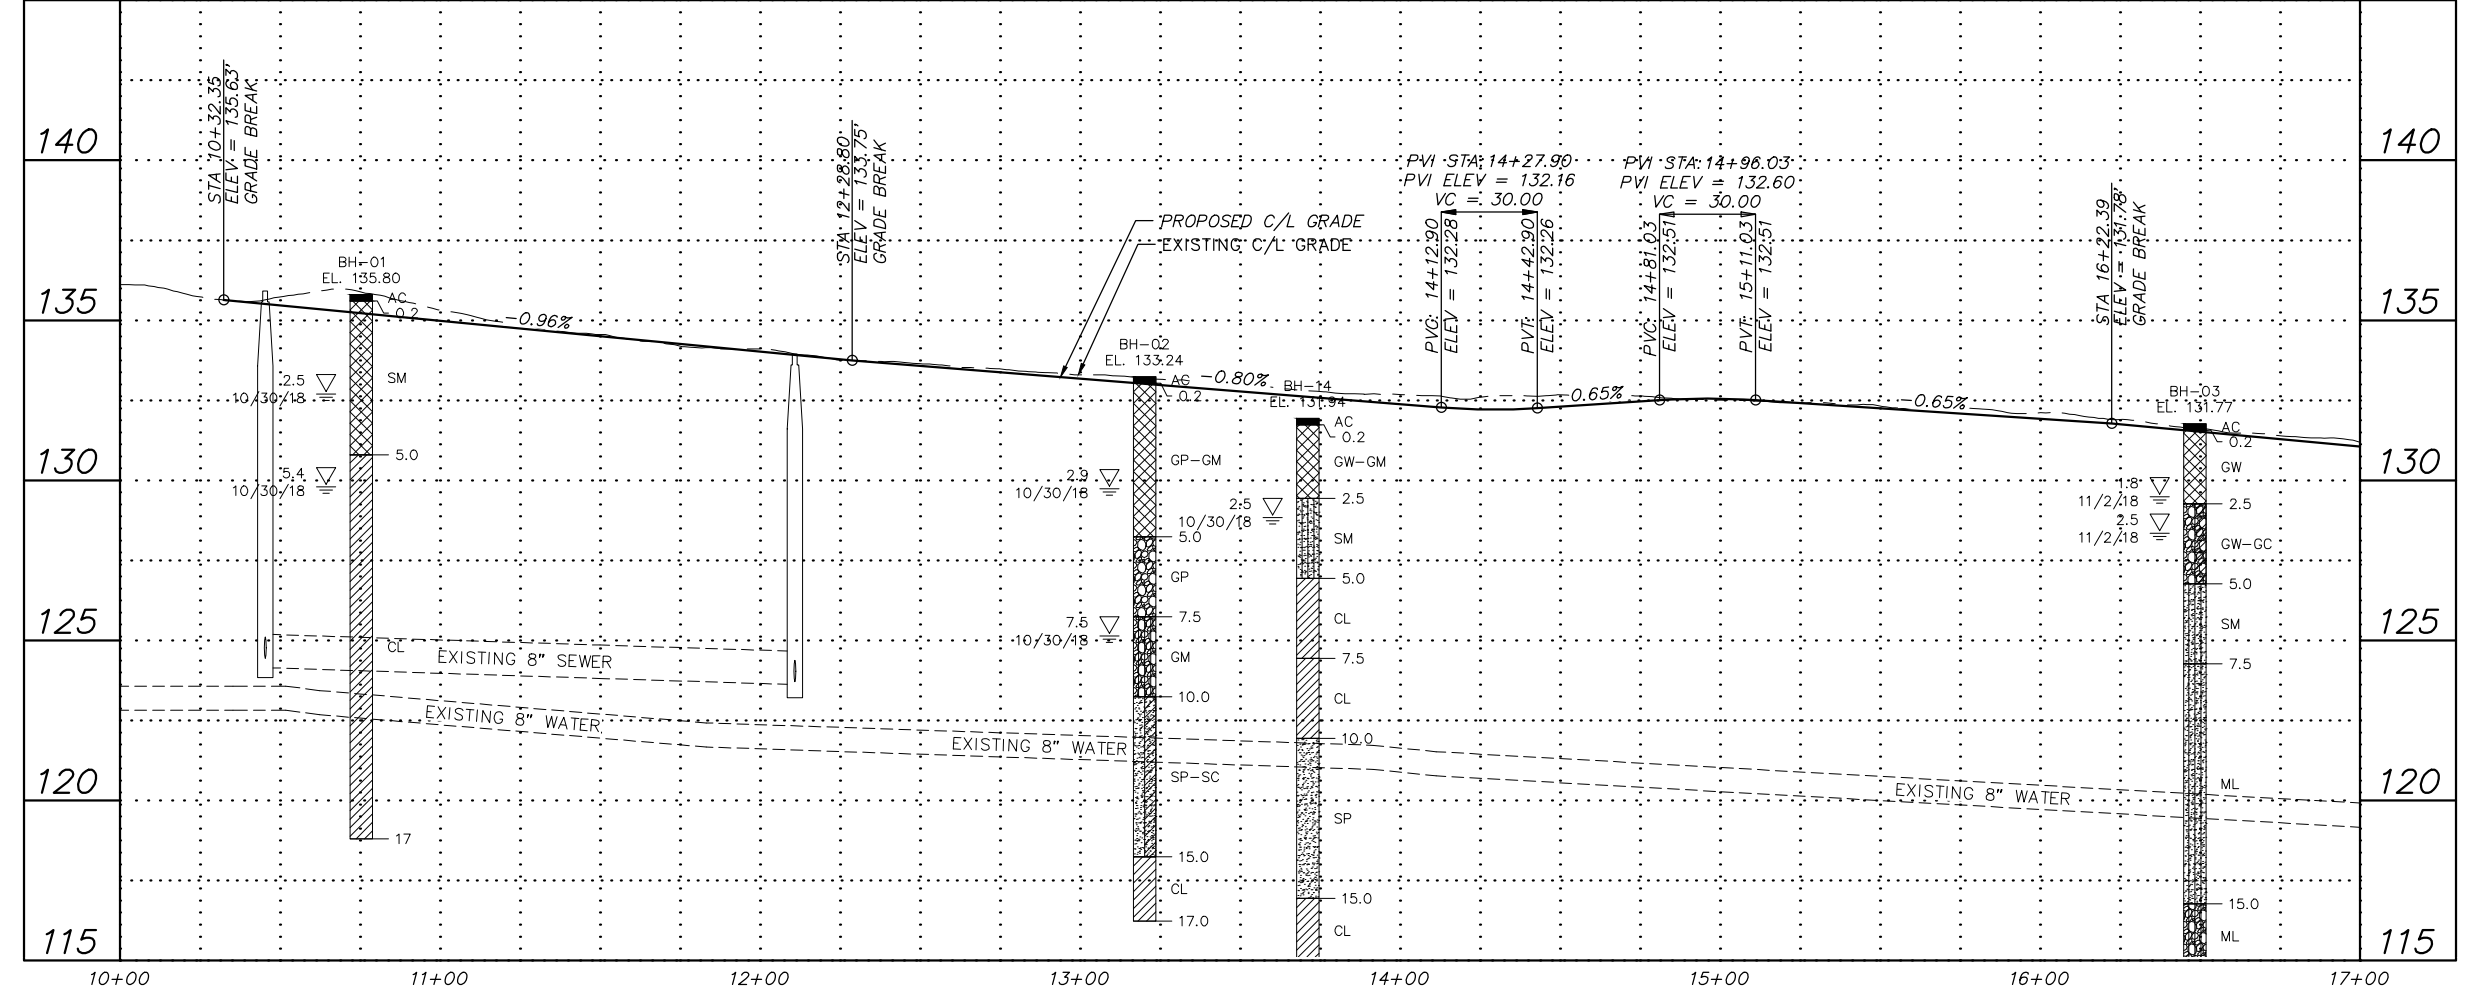 STA 10+32.35
ELEV = 135.63'
GRADE BREAK
STA 12+28.80
ELEV = 133.75'
GRADE BREAK
PVI STA: 14+27.90
PVI ELEV = 132.16
VC = 30.00
PVC: 14+12.90
ELEV = 132.28
PVT: 14+42.90
ELEV = 132.26
PVI STA: 14+96.03
PVI ELEV = 132.60
VC = 30.00
PVC: 14+81.03
ELEV = 132.51
PVT: 15+11.03
ELEV = 132.51
STA 16+22.39
ELEV = 131.78'
GRADE BREAK
PROPOSED C/L GRADE
EXISTING C/L GRADE
-0.96%
-0.80%
0.65%
-0.65%
BH-01
EL. 135.80
AC
0.2
SM
5.0
CL
17
2.5
10/30/18
5.4
10/30/18
BH-02
EL. 133.24
AC
0.2
GP-GM
5.0
GP
7.5
GM
10.0
SP-SC
15.0
CL
17.0
2.9
10/30/18
7.5
10/30/18
BH-14
EL. 131.94
AC
0.2
GW-GM
2.5
SM
5.0
CL
7.5
CL
10.0
SP
15.0
CL
2.5
10/30/18
BH-03
EL. 131.77
AC
0.2
GW
2.5
GW-GC
5.0
SM
7.5
ML
15.0
ML
1.8
11/2/18
2.5
11/2/18
EXISTING 8" SEWER
EXISTING 8" WATER
EXISTING 8" WATER
EXISTING 8" WATER
140
135
130
125
120
115
140
135
130
125
120
115
10+00
11+00
12+00
13+00
14+00
15+00
16+00
17+00